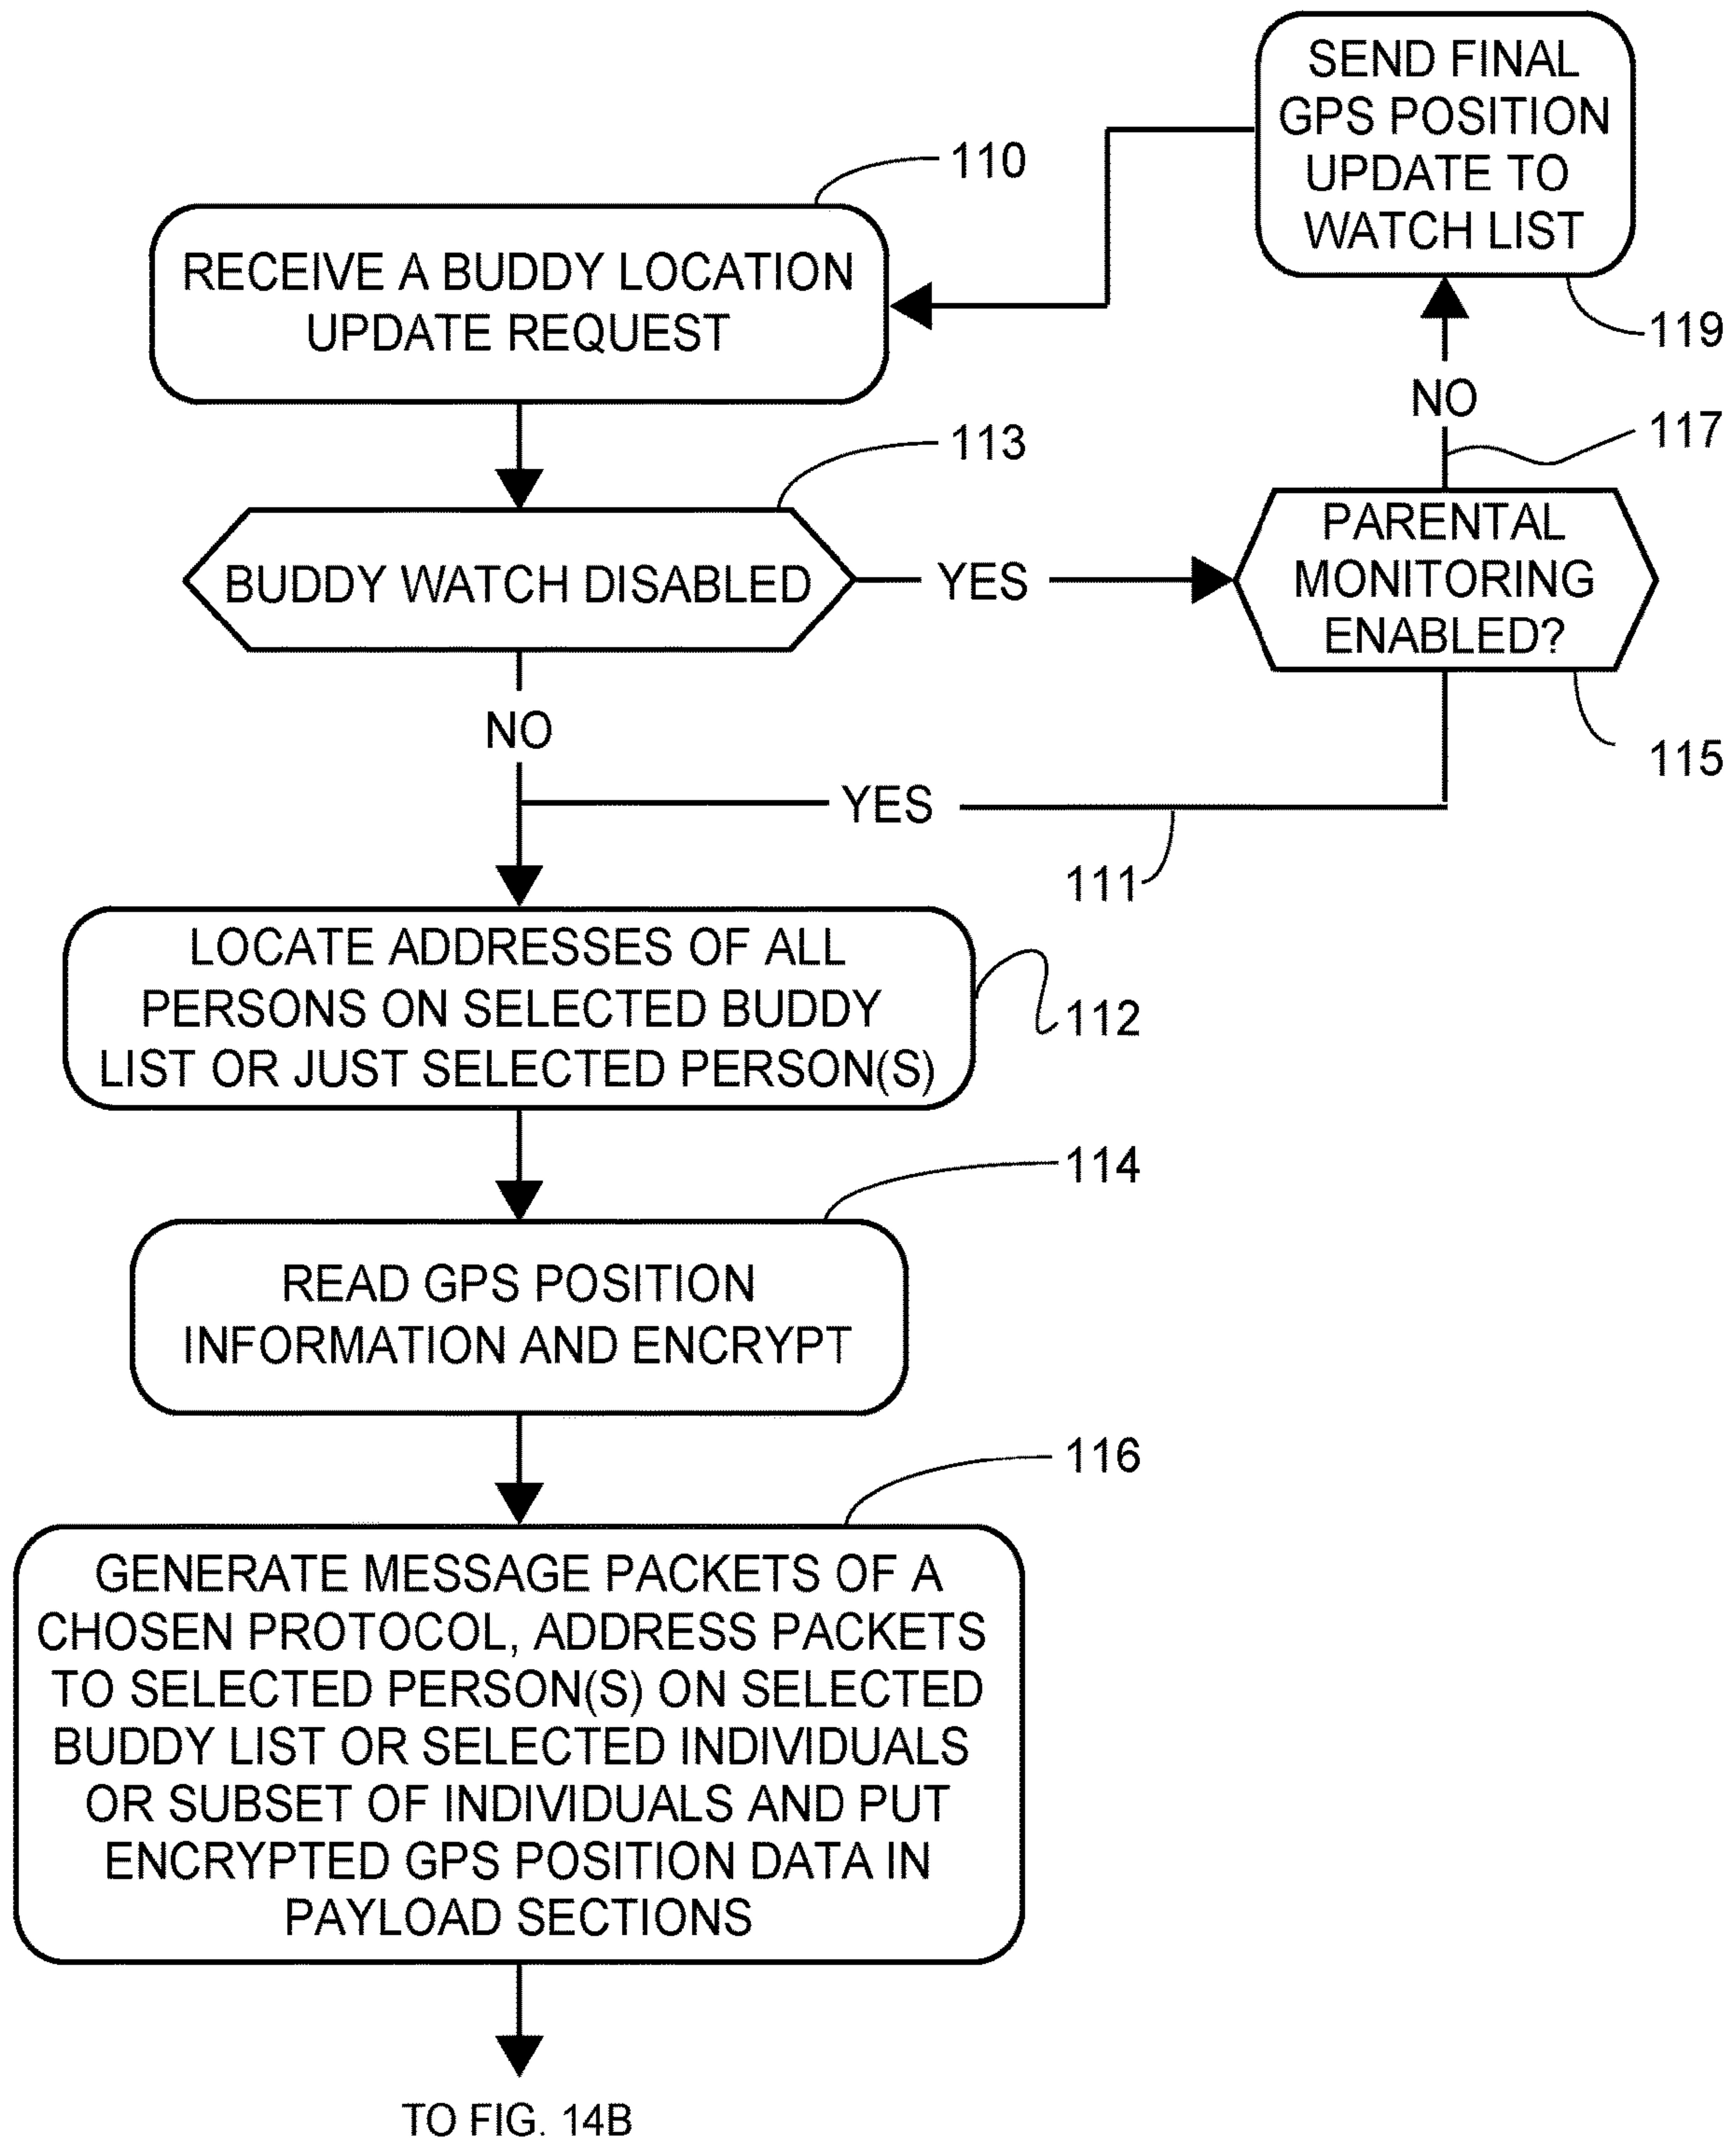 SEND FINAL
GPS POSITION
UPDATE TO
WATCH LIST
119
110
RECEIVE A BUDDY LOCATION
UPDATE REQUEST
NO
117
113
BUDDY WATCH DISABLED
YES
PARENTAL
MONITORING
ENABLED?
115
NO
YES
111
LOCATE ADDRESSES OF ALL
PERSONS ON SELECTED BUDDY
LIST OR JUST SELECTED PERSON(S)
112
114
READ GPS POSITION
INFORMATION AND ENCRYPT
116
GENERATE MESSAGE PACKETS OF A
CHOSEN PROTOCOL, ADDRESS PACKETS
TO SELECTED PERSON(S) ON SELECTED
BUDDY LIST OR SELECTED INDIVIDUALS
OR SUBSET OF INDIVIDUALS AND PUT
ENCRYPTED GPS POSITION DATA IN
PAYLOAD SECTIONS
TO FIG. 14B